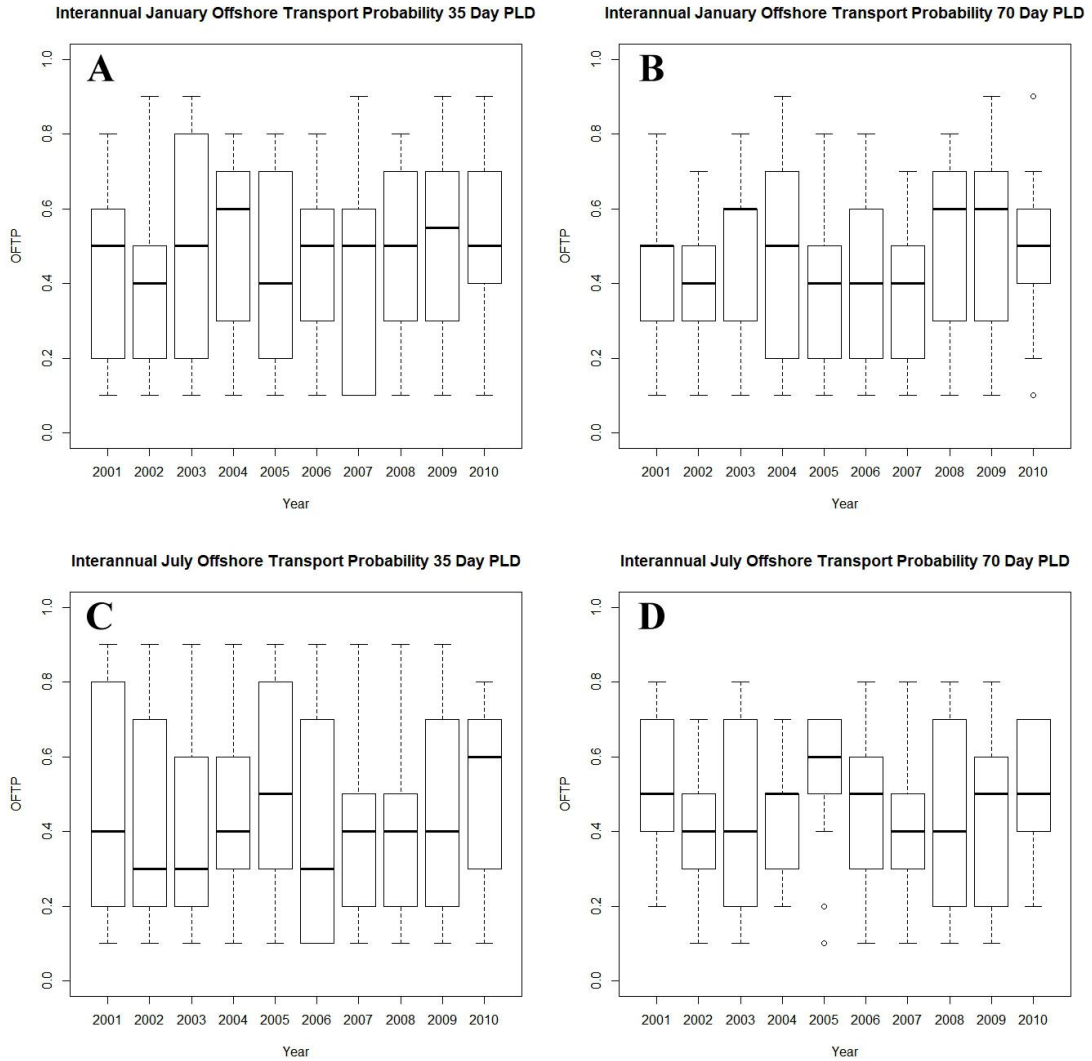 Interannual January Offshore Transport Probability 35 Day PLD
A
1.0
0.8
0.6
0.4
0.2
0.0
OFTP
2001 2002 2003 2004 2005 2006 2007 2008 2009 2010
Year
Interannual January Offshore Transport Probability 70 Day PLD
B
1.0
0.8
0.6
0.4
0.2
0.0
OFTP
2001 2002 2003 2004 2005 2006 2007 2008 2009 2010
Year
Interannual July Offshore Transport Probability 35 Day PLD
C
1.0
0.8
0.6
0.4
0.2
0.0
OFTP
2001 2002 2003 2004 2005 2006 2007 2008 2009 2010
Year
Interannual July Offshore Transport Probability 70 Day PLD
D
1.0
0.8
0.6
0.4
0.2
0.0
OFTP
2001 2002 2003 2004 2005 2006 2007 2008 2009 2010
Year